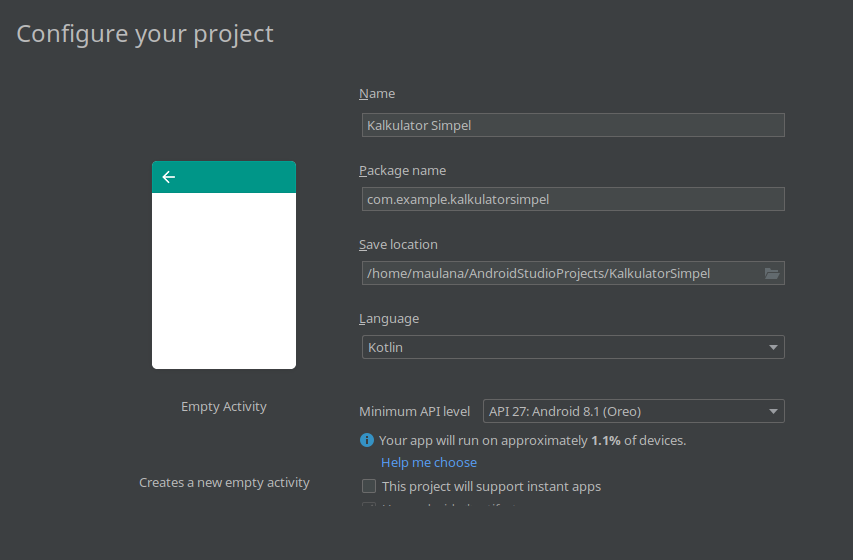 Configure your project
Name
Kalkulator Simpel
Package name
com.example.kalkulatorsimpel
Save location
/home/maulana/AndroidStudioProjects/KalkulatorSimpel
Language
Kotlin
Empty Activity
Minimum API level
API 27: Android 8.1 (Oreo)
Your app will run on approximately 1.1% of devices.
Help me choose
Creates a new empty activity
This project will support instant apps